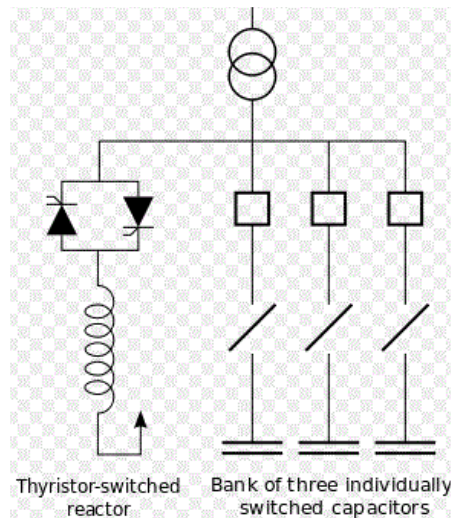 Thyristor-switched
reactor
Bank of three individually
switched capacitors